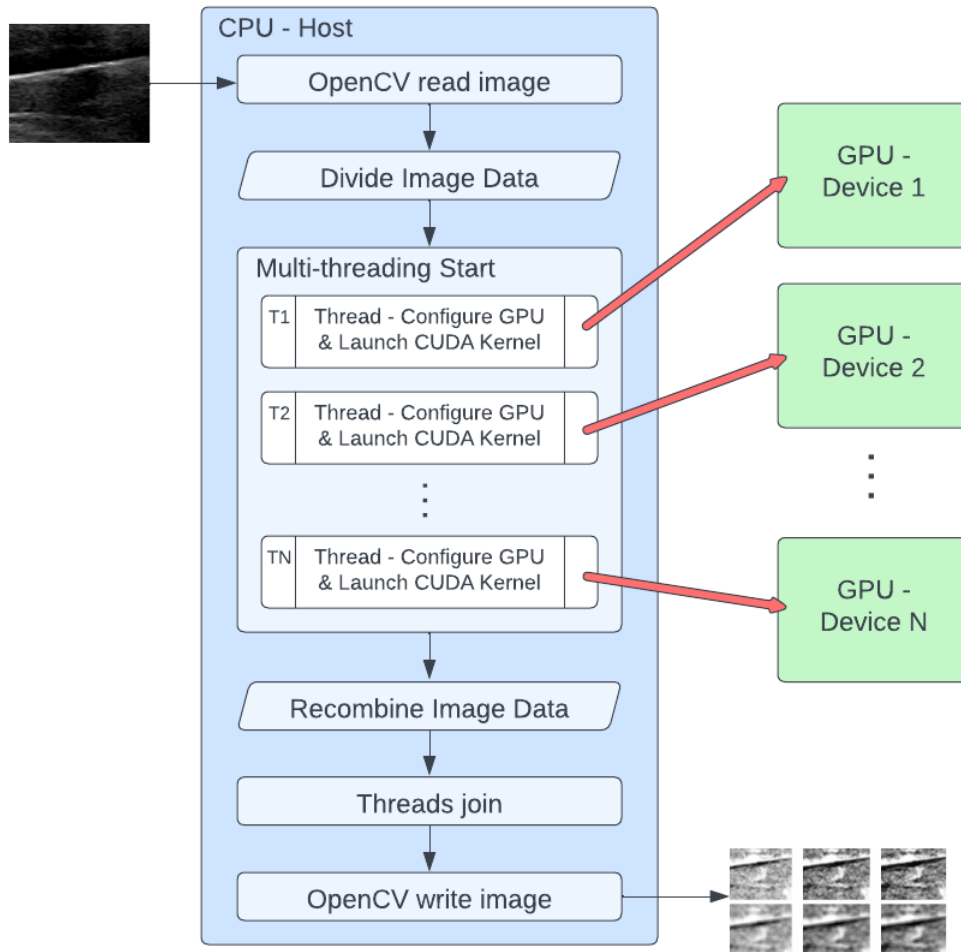 CPU - Host
OpenCV read image
Divide Image Data
Multi-threading Start
T1
Thread - Configure GPU
& Launch CUDA Kernel
T2
Thread - Configure GPU
& Launch CUDA Kernel
TN
Thread - Configure GPU
& Launch CUDA Kernel
Recombine Image Data
Threads join
OpenCV write image
GPU -
Device 1
GPU -
Device 2
GPU -
Device N